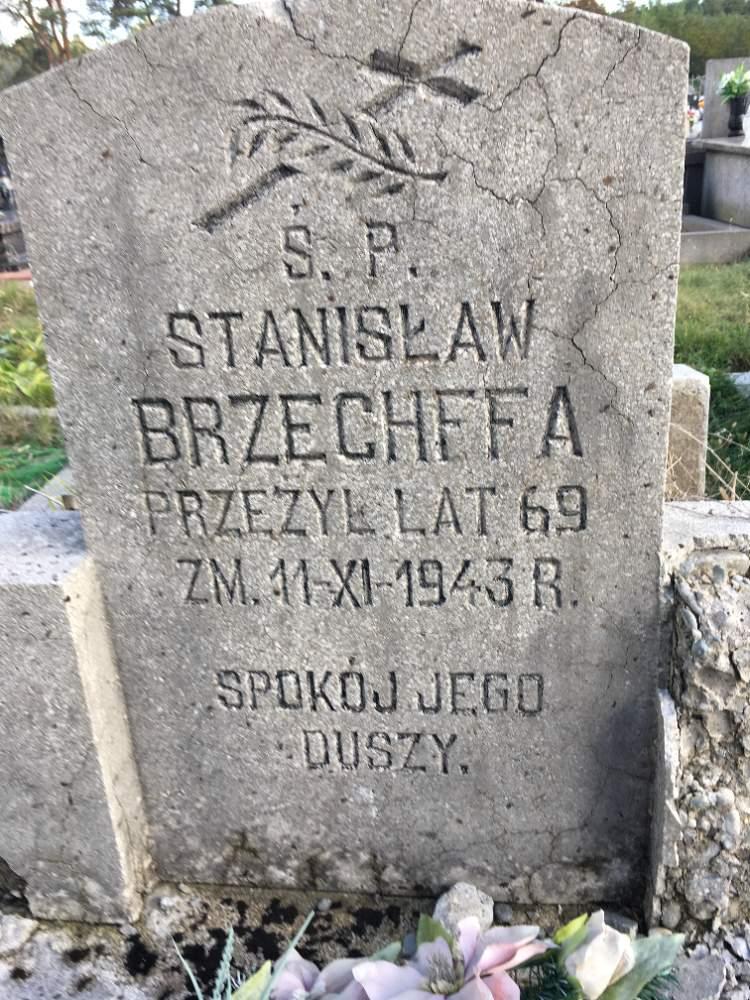 Ś. P.
STANISŁAW
BRZECHFFA
PRZEŻYŁ LAT 69
ZM. 11-XI-1943 R.
SPOKÓJ JEGO
DUSZY.